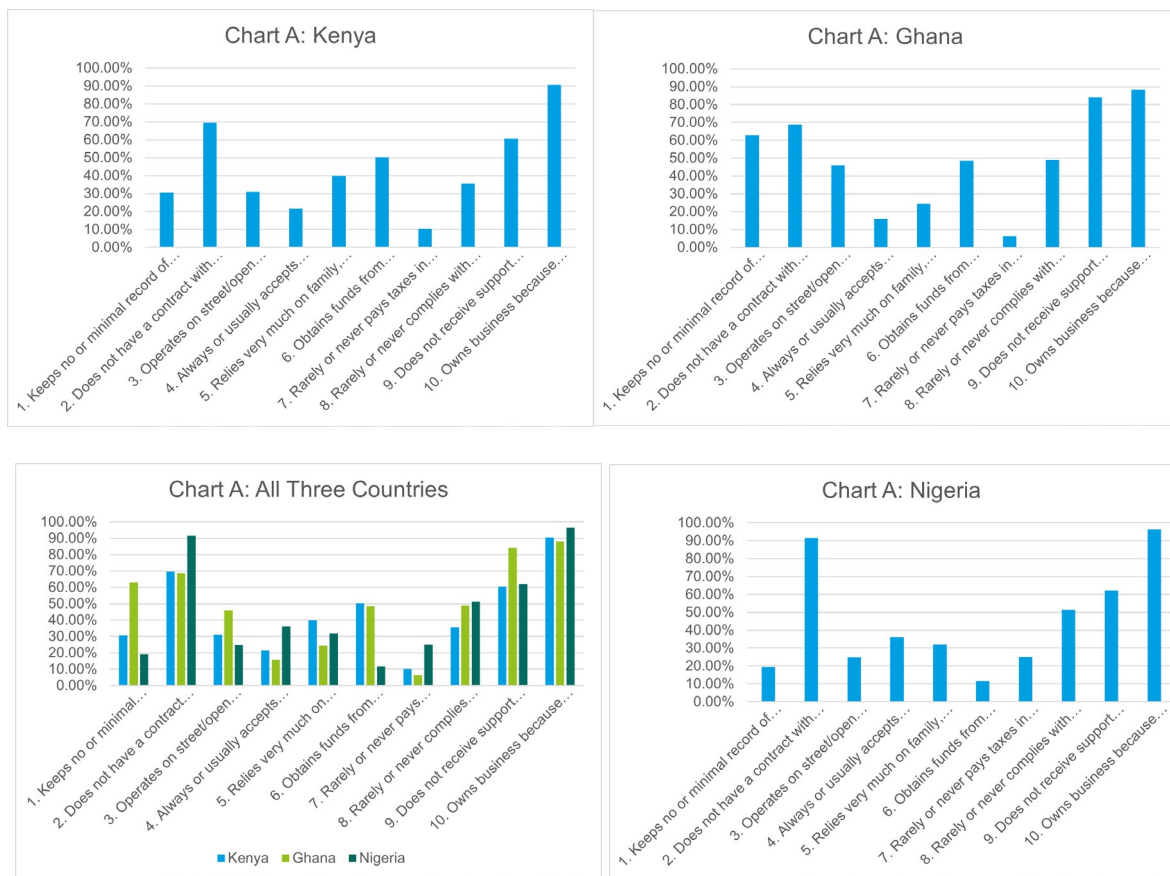 Chart A: Kenya
100.00%
90.00%
80.00%
70.00%
60.00%
50.00%
40.00%
30.00%
20.00%
10.00%
0.00%
1. Keeps no or minimal record of…
2. Does not have a contract with…
3. Operates on street/open…
4. Always or usually accepts…
5. Relies very much on family,…
6. Obtains funds from…
7. Rarely or never pays taxes in…
8. Rarely or never complies with…
9. Does not receive support…
10. Owns business because…
Chart A: Ghana
100.00%
90.00%
80.00%
70.00%
60.00%
50.00%
40.00%
30.00%
20.00%
10.00%
0.00%
1. Keeps no or minimal record of…
2. Does not have a contract with…
3. Operates on street/open…
4. Always or usually accepts…
5. Relies very much on family,…
6. Obtains funds from…
7. Rarely or never pays taxes in…
8. Rarely or never complies with…
9. Does not receive support…
10. Owns business because…
Chart A: All Three Countries
100.00%
90.00%
80.00%
70.00%
60.00%
50.00%
40.00%
30.00%
20.00%
10.00%
0.00%
1. Keeps no or minimal…
2. Does not have a contract…
3. Operates on street/open…
4. Always or usually accepts…
5. Relies very much on…
6. Obtains funds from…
7. Rarely or never pays…
8. Rarely or never complies…
9. Does not receive support…
10. Owns business because…
Kenya Ghana Nigeria
Chart A: Nigeria
100.00%
90.00%
80.00%
70.00%
60.00%
50.00%
40.00%
30.00%
20.00%
10.00%
0.00%
1. Keeps no or minimal record of…
2. Does not have a contract with…
3. Operates on street/open…
4. Always or usually accepts…
5. Relies very much on family,…
6. Obtains funds from…
7. Rarely or never pays taxes in…
8. Rarely or never complies with…
9. Does not receive support…
10. Owns business because…